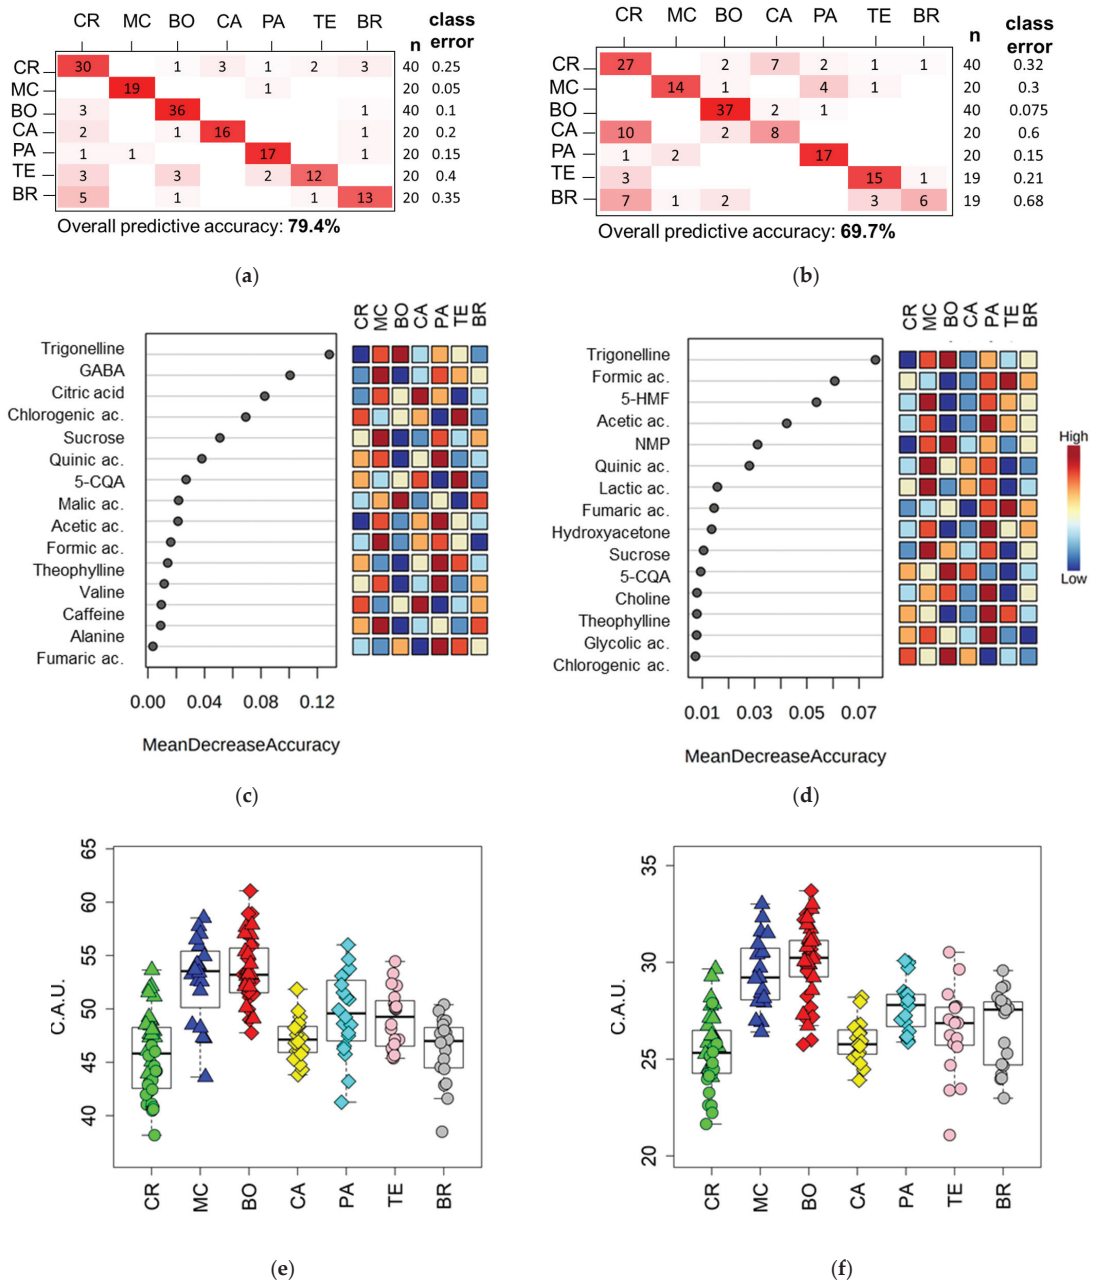 CR MC BO CA PA TE BR n class error
CR 30 1 3 1 2 3 40 0.25
MC 19 1 20 0.05
BO 3 36 1 40 0.1
CA 2 1 16 1 20 0.2
PA 1 1 17 1 20 0.15
TE 3 3 2 12 20 0.4
BR 5 1 1 13 20 0.35
Overall predictive accuracy: 79.4%
(a)
CR MC BO CA PA TE BR n class error
CR 27 2 7 2 1 1 40 0.32
MC 14 1 4 1 20 0.3
BO 37 2 1 40 0.075
CA 10 2 8 20 0.6
PA 1 2 17 20 0.15
TE 3 15 1 19 0.21
BR 7 1 2 3 6 19 0.68
Overall predictive accuracy: 69.7%
(b)
CR MC BO CA PA TE BR
Trigonelline
GABA
Citric acid
Chlorogenic ac.
Sucrose
Quinic ac.
5-CQA
Malic ac.
Acetic ac.
Formic ac.
Theophylline
Valine
Caffeine
Alanine
Fumaric ac.
0.00 0.04 0.08 0.12
MeanDecreaseAccuracy
(c)
CR MC BO CA PA TE BR
Trigonelline
Formic ac.
5-HMF
Acetic ac.
NMP
Quinic ac.
Lactic ac.
Fumaric ac.
Hydroxyacetone
Sucrose
5-CQA
Choline
Theophylline
Glycolic ac.
Chlorogenic ac.
0.01 0.03 0.05 0.07
MeanDecreaseAccuracy
High
Low
(d)
C.A.U.
65
60
55
50
45
40
CR MC BO CA PA TE BR
(e)
C.A.U.
35
30
25
20
CR MC BO CA PA TE BR
(f)